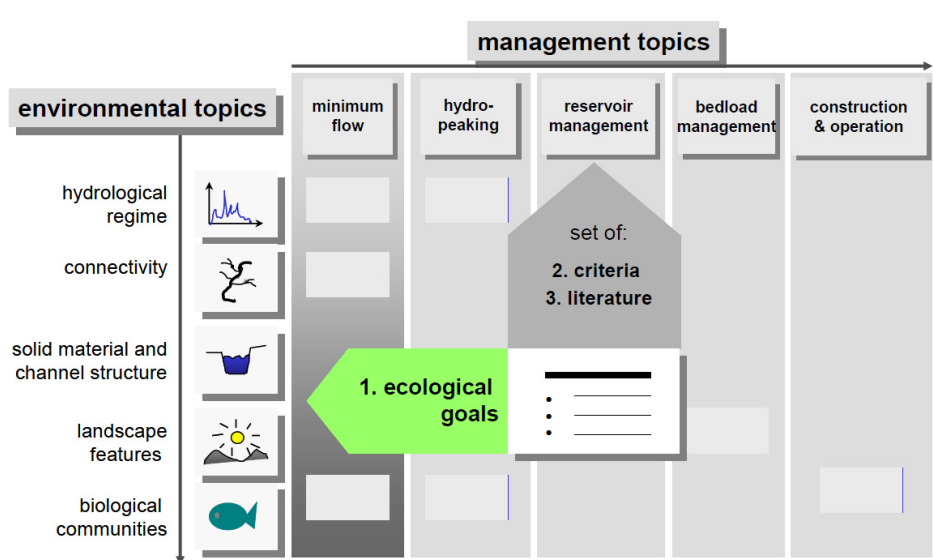 management topics
environmental topics
minimum
flow
hydro-
peaking
reservoir
management
bedload
management
construction
& operation
hydrological
regime
connectivity
solid material and
channel structure
landscape
features
biological
communities
set of:
2. criteria
3. literature
1. ecological
goals